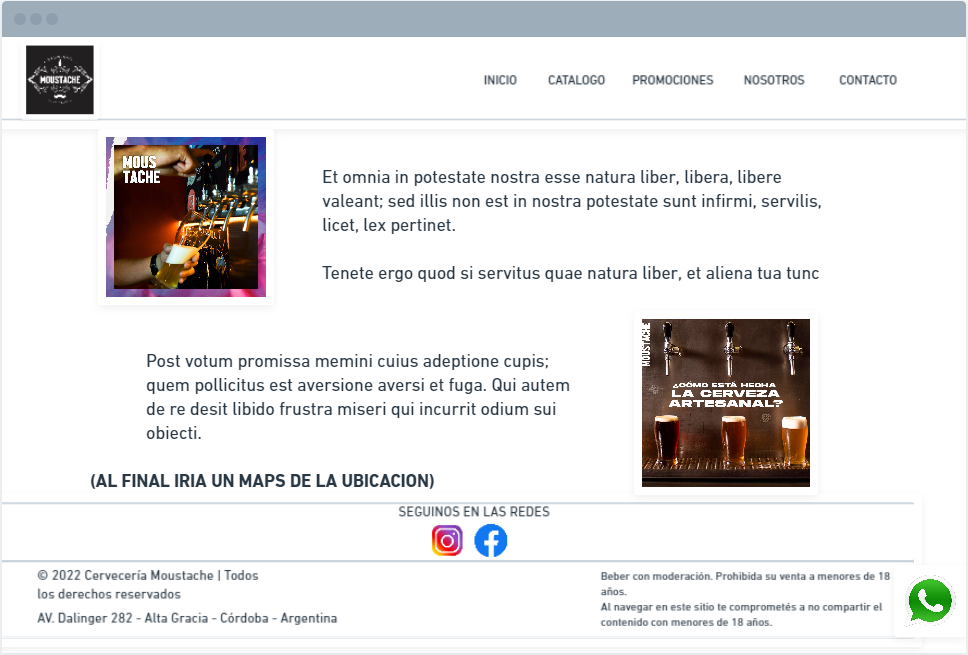 MOUSTACHE
INICIO
CATALOGO
PROMOCIONES
NOSOTROS
CONTACTO
MOUS
TACHE
Et omnia in potestate nostra esse natura liber, libera, libere
valeant; sed illis non est in nostra potestate sunt infirmi, servilis,
licet, lex pertinet.
Tenete ergo quod si servitus quae natura liber, et aliena tua tunc
Post votum promissa memini cuius adeptione cupis;
quem pollicitus est aversione aversi et fuga. Qui autem
de re desit libido frustra miseri qui incurrit odium sui
obiecti.
MOUSTACHE
¿CÓMO ESTÁ HECHA
LA CERVEZA
ARTESANAL?
(AL FINAL IRIA UN MAPS DE LA UBICACION)
SEGUINOS EN LAS REDES
© 2022 Cervecería Moustache | Todos
los derechos reservados
AV. Dalinger 282 - Alta Gracia - Córdoba - Argentina
Beber con moderación. Prohibida su venta a menores de 18
años.
Al navegar en este sitio te comprometés a no compartir el
contenido con menores de 18 años.